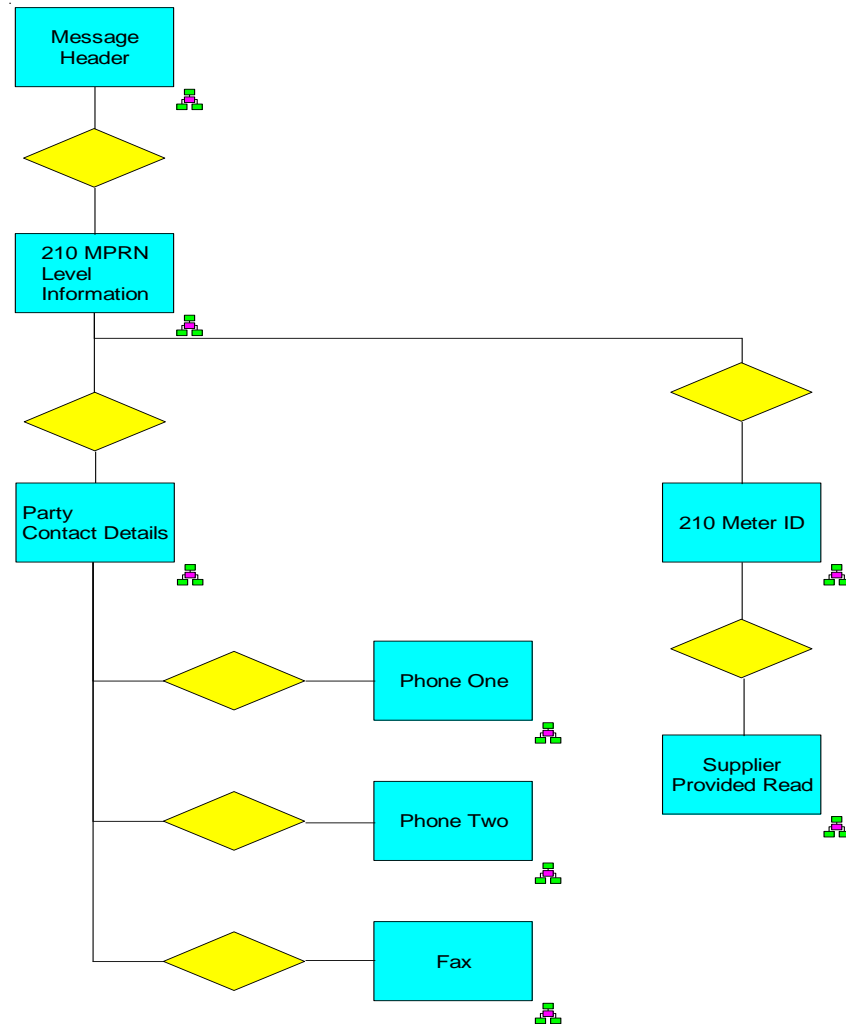 Message
Header
210 MPRN
Level
Information
Party
Contact Details
210 Meter ID
Phone One
Supplier
Provided Read
Phone Two
Fax